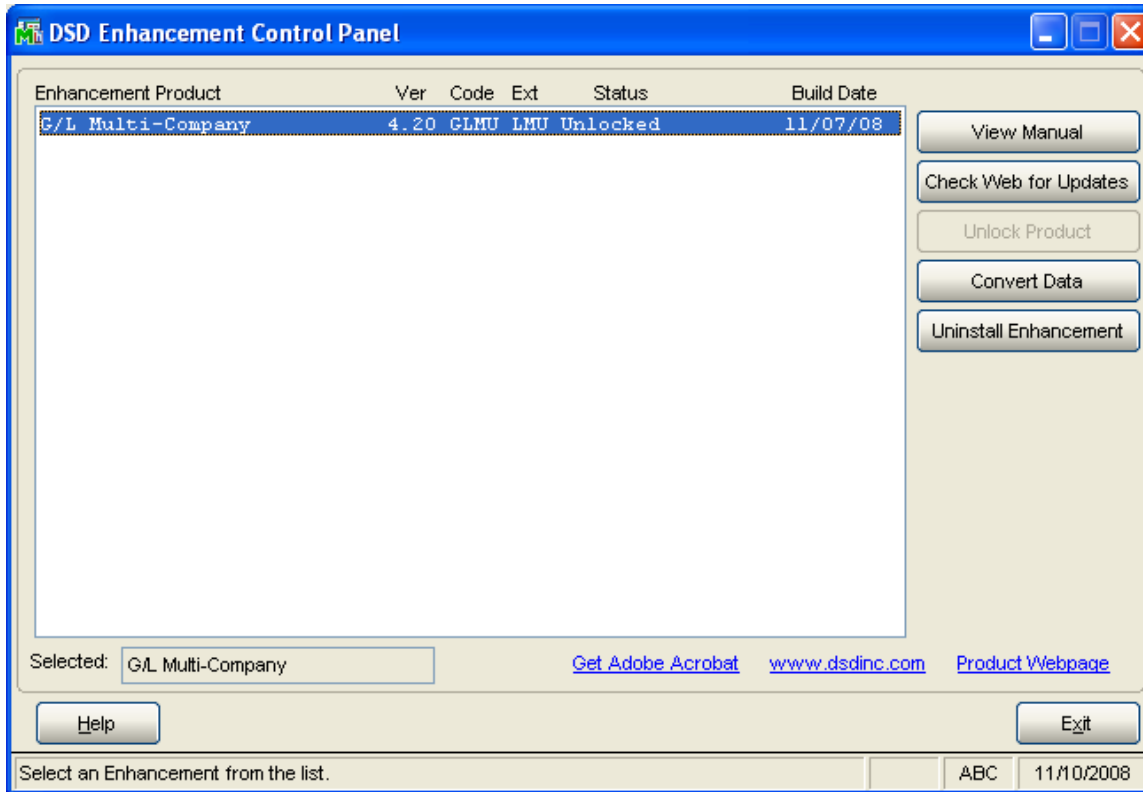 DSD Enhancement Control Panel
Enhancement Product Ver Code Ext Status Build Date
G/L Multi-Company 4.20 GLMU LMU Unlocked 11/07/08
View Manual
Check Web for Updates
Unlock Product
Convert Data
Uninstall Enhancement
Selected: G/L Multi-Company Get Adobe Acrobat www.dsdinc.com Product Webpage
Help Exit
Select an Enhancement from the list. ABC 11/10/2008